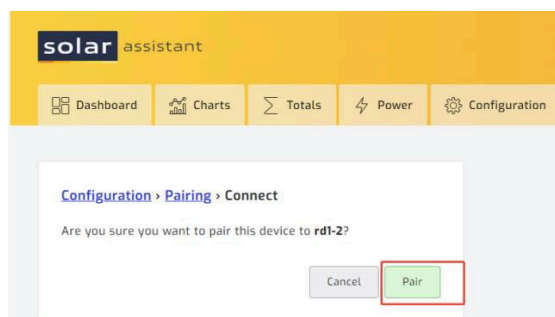 solar assistant
Dashboard Charts Totals Power Configuration
Configuration › Pairing › Connect
Are you sure you want to pair this device to rd1-2?
Cancel Pair